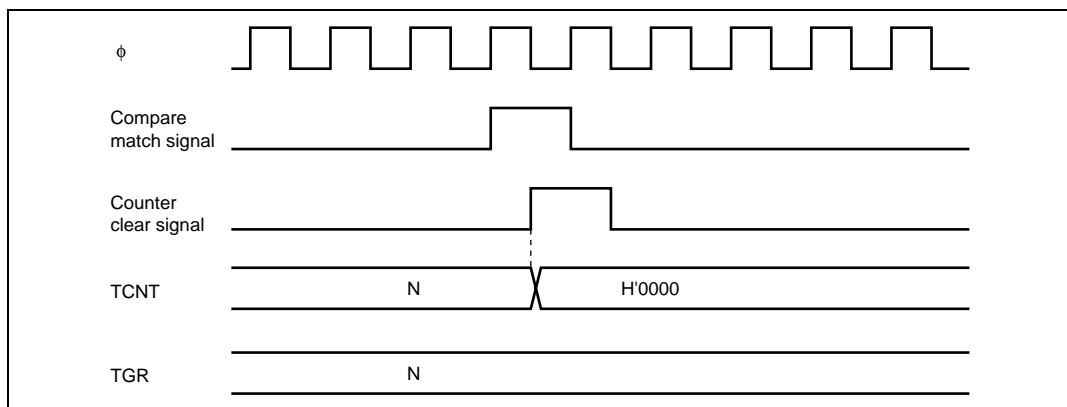 ϕ
Compare
match signal
Counter
clear signal
TCNT
N
H'0000
TGR
N